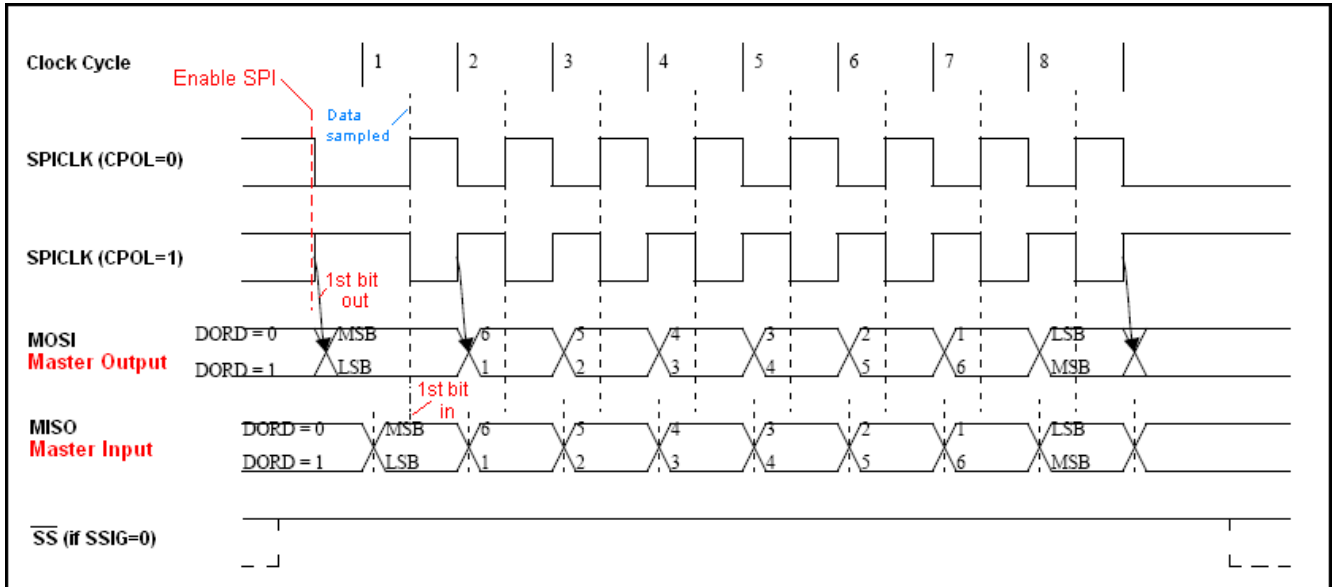 Clock Cycle 1 2 3 4 5 6 7 8
Enable SPI
Data
sampled
SPICLK (CPOL=0)
SPICLK (CPOL=1)
1st bit
out
MOSI
Master Output
DORD = 0 MSB 6 5 4 3 2 1 LSB
DORD = 1 LSB 1 2 3 4 5 6 MSB
1st bit
in
MISO
Master Input
DORD = 0 MSB 6 5 4 3 2 1 LSB
DORD = 1 LSB 1 2 3 4 5 6 MSB
SS (if SSIG=0)